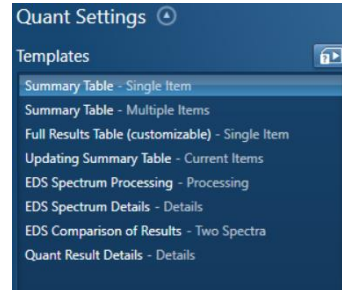 Quant Settings
Templates
Summary Table - Single Item
Summary Table - Multiple Items
Full Results Table (customizable) - Single Item
Updating Summary Table - Current Items
EDS Spectrum Processing - Processing
EDS Spectrum Details - Details
EDS Comparison of Results - Two Spectra
Quant Result Details - Details